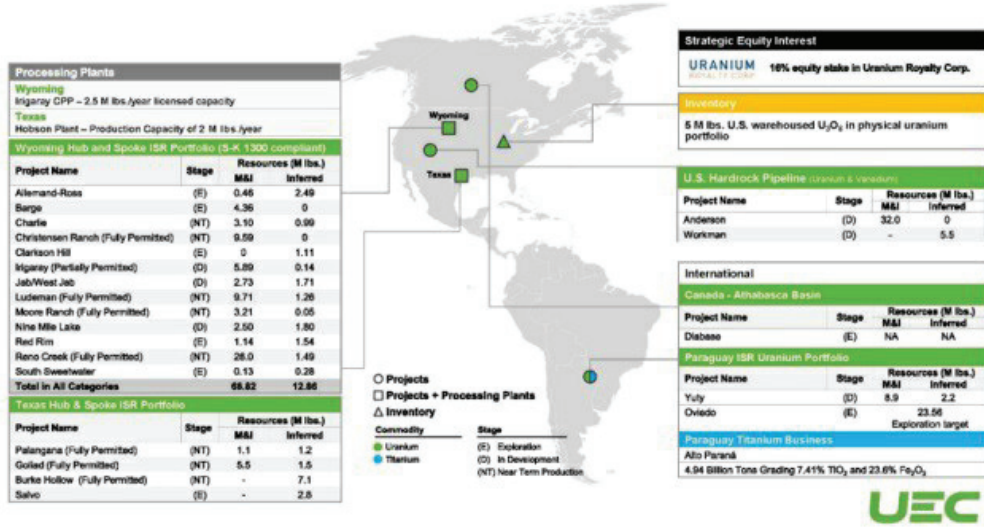 Processing Plants
Wyoming
Irigaray CPP – 2.5 M lbs./year licensed capacity
Texas
Hobson Plant – Production Capacity of 2 M lbs./year
Wyoming Hub and Spoke ISR Portfolio (S-K 1300 compliant)
Project Name Stage Resources (M lbs.)
M&I Inferred
Allemand-Ross (E) 0.46 2.49
Barge (E) 4.36 0
Charlie (NT) 3.10 0.99
Christensen Ranch (Fully Permitted) (NT) 9.59 0
Clarkson Hill (E) 0 1.11
Irigaray (Partially Permitted) (D) 5.89 0.14
Jab/West Jab (D) 2.73 1.71
Ludeman (Fully Permitted) (NT) 9.71 1.26
Moore Ranch (Fully Permitted) (NT) 3.21 0.05
Nine Mile Lake (D) 2.50 1.80
Red Rim (E) 1.14 1.54
Reno Creek (Fully Permitted) (NT) 26.0 1.49
South Sweetwater (E) 0.13 0.28
Total in All Categories 68.82 12.86
Texas Hub & Spoke ISR Portfolio
Project Name Stage Resources (M lbs.)
M&I Inferred
Palangana (Fully Permitted) (NT) 1.1 1.2
Goliad (Fully Permitted) (NT) 5.5 1.5
Burke Hollow (Fully Permitted) (NT) - 7.1
Salvo (E) - 2.8
Wyoming
Texas
Projects
Projects + Processing Plants
Inventory
Commodity
Uranium
Titanium
Stage
(E) Exploration
(D) In Development
(NT) Near Term Production
Strategic Equity Interest
URANIUM
ROYALTY CORP
16% equity stake in Uranium Royalty Corp.
Inventory
5 M lbs. U.S. warehoused U₃O₈ in physical uranium
portfolio
U.S. Hardrock Pipeline (Uranium & Vanadium)
Project Name Stage Resources (M lbs.)
M&I Inferred
Anderson (D) 32.0 0
Workman (D) - 5.5
International
Canada - Athabasca Basin
Project Name Stage Resources (M lbs.)
M&I Inferred
Diabase (E) NA NA
Paraguay ISR Uranium Portfolio
Project Name Stage Resources (M lbs.)
M&I Inferred
Yuty (D) 8.9 2.2
Oviedo (E) 23.56
Exploration target
Paraguay Titanium Business
Alto Paraná
4.94 Billion Tons Grading 7.41% TiO₂ and 23.6% Fe₂O₃
UEC